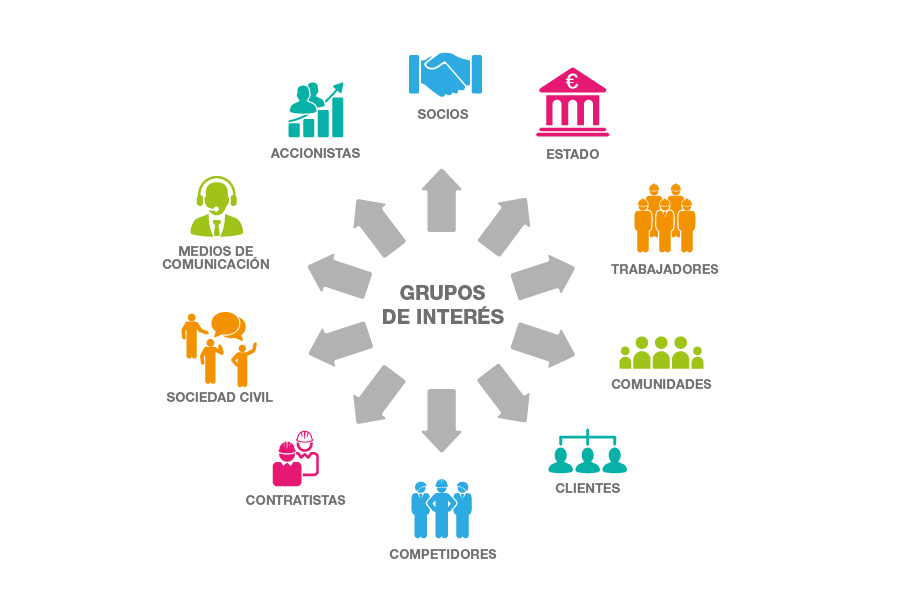 SOCIOS
ACCIONISTAS
€
ESTADO
MEDIOS DE
COMUNICACIÓN
TRABAJADORES
GRUPOS
DE INTERÉS
SOCIEDAD CIVIL
COMUNIDADES
CONTRATISTAS
CLIENTES
COMPETIDORES